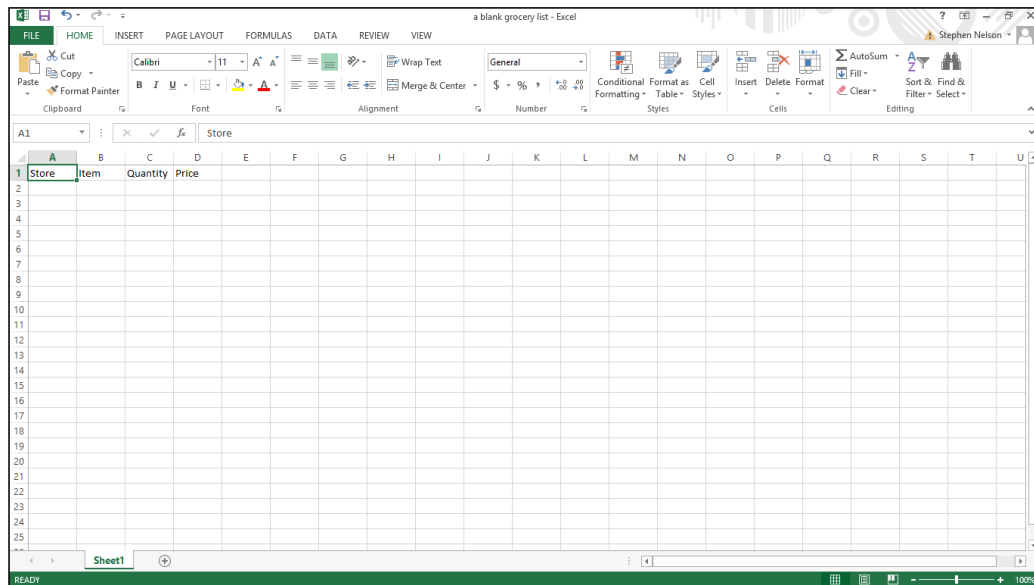 a blank grocery list - Excel
FILE HOME INSERT PAGE LAYOUT FORMULAS DATA REVIEW VIEW Stephen Nelson
Paste
Cut
Copy
Format Painter
Clipboard
Calibri 11
B I U
Font
Wrap Text
Merge & Center
Alignment
General
$ % ,
Number
Conditional Formatting
Format as Table
Cell Styles
Styles
Insert Delete Format
Cells
AutoSum
Fill
Clear
Sort & Filter
Find & Select
Editing
A1 fx Store
A B C D E F G H I J K L M N O P Q R S T U
1 Store Item Quantity Price
2
3
4
5
6
7
8
9
10
11
12
13
14
15
16
17
18
19
20
21
22
23
24
25
Sheet1
READY 100%